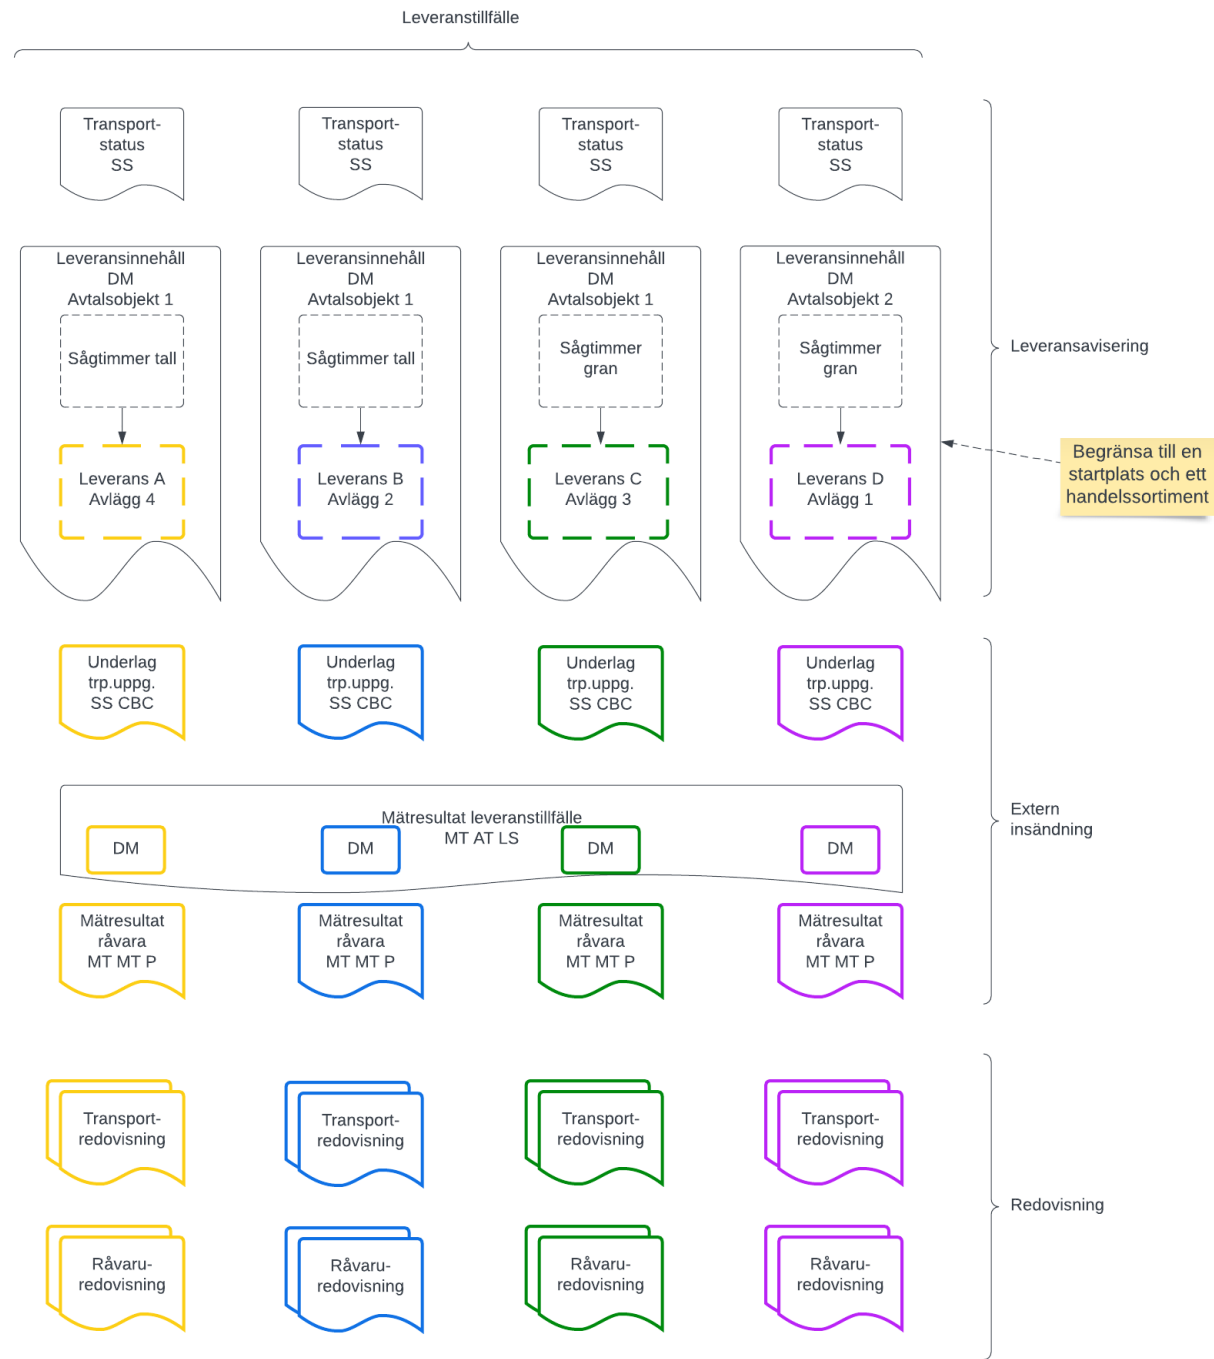 Leveranstillfälle
Transport-
status
SS
Transport-
status
SS
Transport-
status
SS
Transport-
status
SS
Leveransinnehåll
DM
Avtalsobjekt 1
Sågtimmer tall
Leverans A
Avlägg 4
Leveransinnehåll
DM
Avtalsobjekt 1
Sågtimmer tall
Leverans B
Avlägg 2
Leveransinnehåll
DM
Avtalsobjekt 1
Sågtimmer
gran
Leverans C
Avlägg 3
Leveransinnehåll
DM
Avtalsobjekt 2
Sågtimmer
gran
Leverans D
Avlägg 1
Leveransavisering
Begränsa till en
startplats och ett
handelssortiment
Underlag
trp.uppg.
SS CBC
Underlag
trp.uppg.
SS CBC
Underlag
trp.uppg.
SS CBC
Underlag
trp.uppg.
SS CBC
Mätresultat leveranstillfälle
MT AT LS
DM
DM
DM
DM
Extern
insändning
Mätresultat
råvara
MT MT P
Mätresultat
råvara
MT MT P
Mätresultat
råvara
MT MT P
Mätresultat
råvara
MT MT P
Transport-
redovisning
Transport-
redovisning
Transport-
redovisning
Transport-
redovisning
Redovisning
Råvaru-
redovisning
Råvaru-
redovisning
Råvaru-
redovisning
Råvaru-
redovisning